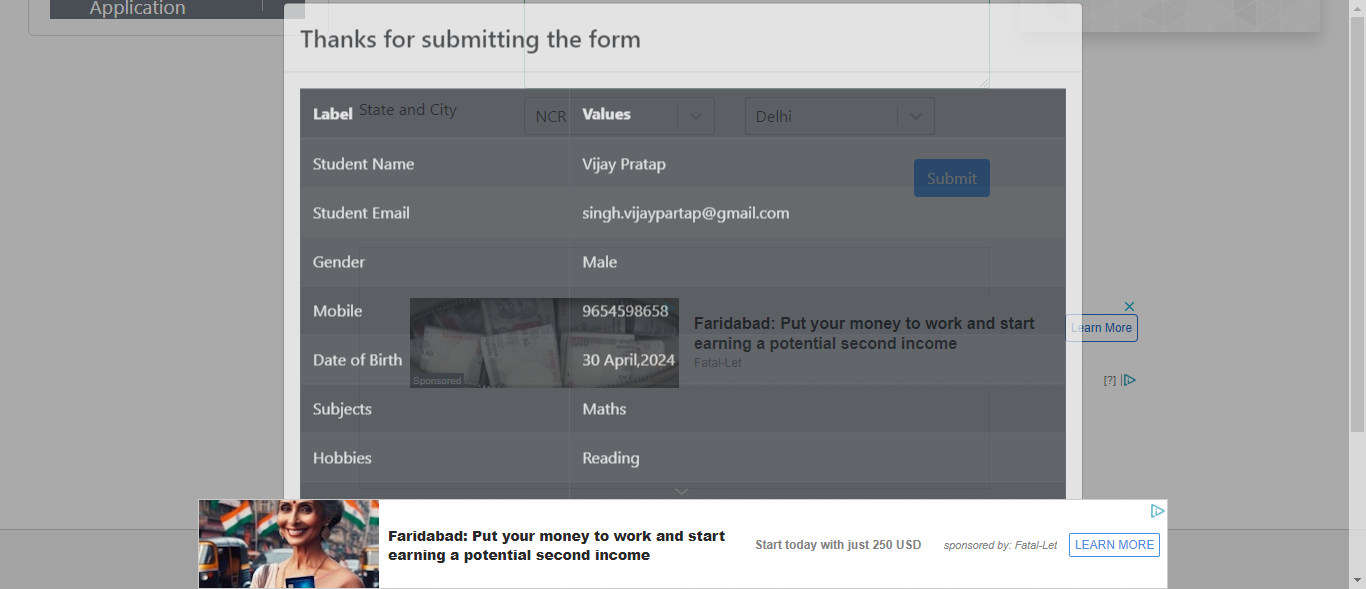 Application
Thanks for submitting the form
Label
State and City
NCR
Values
Delhi
Student Name
Vijay Pratap
Submit
Student Email
singh.vijaypartap@gmail.com
Gender
Male
Mobile
9654598658
Faridabad: Put your money to work and start
earning a potential second income
Fatal-Let
Learn More
Date of Birth
30 April,2024
Sponsored
[?]
Subjects
Maths
Hobbies
Reading
Faridabad: Put your money to work and start
earning a potential second income
Start today with just 250 USD
sponsored by: Fatal-Let
LEARN MORE